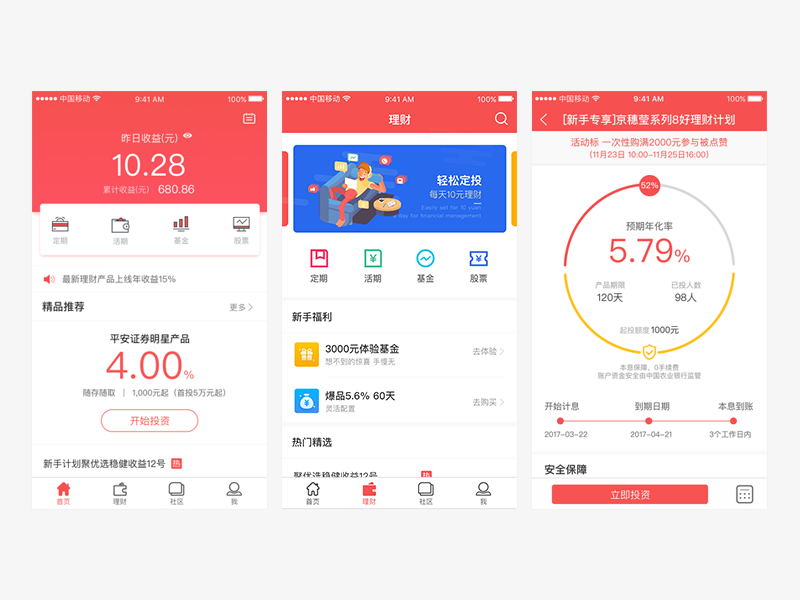 中国移动
9:41 AM
100%
昨日收益(元)
10.28
累计收益(元) 680.86
定期
活期
基金
股票
最新理财产品上线年收益15%
精品推荐
更多
平安证券明星产品
4.00%
随存随取 | 1,000元起（首投5万元起）
开始投资
新手计划聚优选稳健收益12号 热
首页
理财
社区
我
中国移动
9:41 AM
100%
理财
轻松定投
每天10元理财
Easily set for 10 yuan
a day for financial management
定期
活期
基金
股票
新手福利
3000元体验基金
想不到的惊喜 手慢无
去体验
爆品5.6% 60天
灵活配置
去购买
热门精选
聚优选稳健收益12号
首页
理财
社区
我
中国移动
9:41 AM
100%
[新手专享]京穗莹系列8好理财计划
活动标 一次性购满2000元参与被点赞
(11月23日 10:00-11月25日16:00)
52%
预期年化率
5.79%
产品期限
120天
已投人数
98人
起投额度 1000元
本息保障，0手续费
账户资金安全由中国农业银行监管
开始计息
到期日期
本息到账
2017-03-22
2017-04-21
3个工作日内
安全保障
立即投资